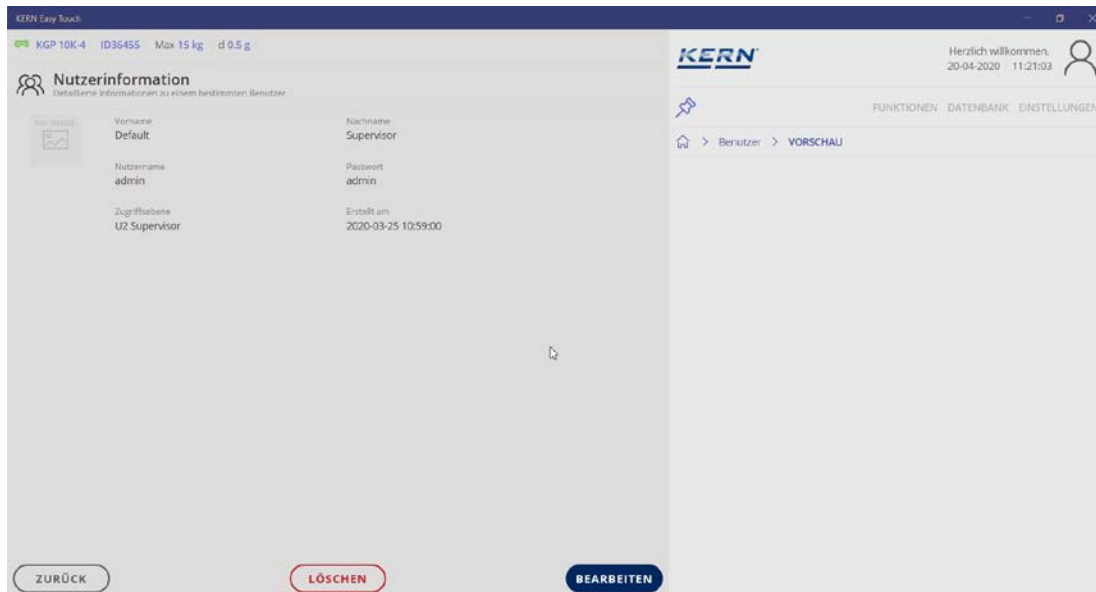 KERN Easy Touch
KGP 10K-4 ID36455 Max 15 kg d 0.5 g
Nutzerinformation
Detaillierte Informationen zu einem bestimmten Benutzer
Vorname
Default
Nachname
Supervisor
Nutzername
admin
Passwort
admin
Zugriffsebene
U2 Supervisor
Erstellt am
2020-03-25 10:59:00
ZURÜCK
LÖSCHEN
BEARBEITEN
KERN
Herzlich willkommen,
20-04-2020 11:21:03
FUNKTIONEN DATENBANK EINSTELLUNGEN
> Benutzer > VORSCHAU